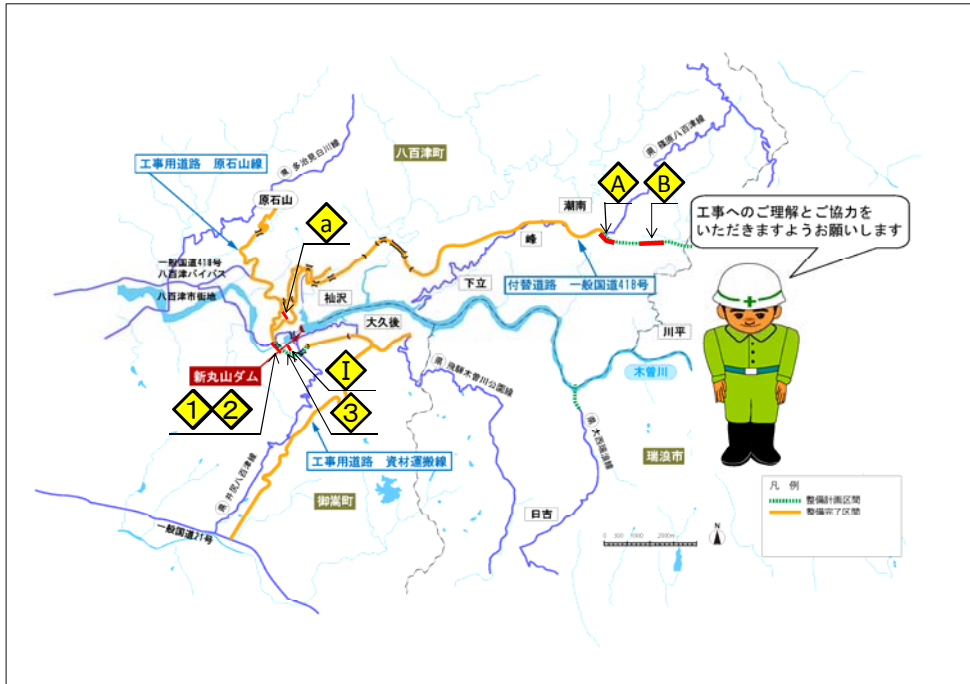 県 多治見白川線
県 篠原八百津線
八百津町
工事用道路 原石山線
原石山
A
B
潮南
a
峰
工事へのご理解とご協力を
いただきますようお願いします
一般国道418号
八百津バイパス
八百津市街地
杣沢
下立
付替道路 一般国道418号
大久後
川平
新丸山ダム
I
県 飛騨木曽川公園線
木曽川
1
2
3
県 大西瑞浪線
工事用道路 資材運搬線
瑞浪市
県 井尻八百津線
御嵩町
日吉
一般国道21号
凡 例
整備計画区間
整備完了区間
N
0 500 1000 2000m